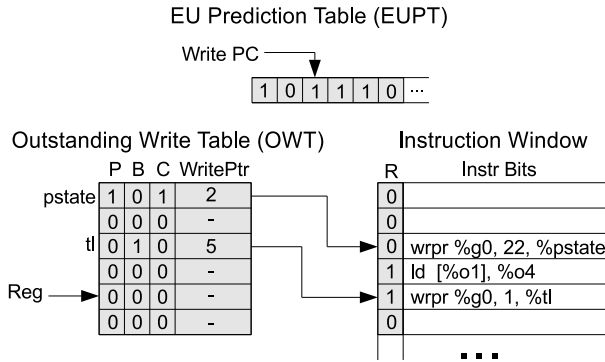 EU Prediction Table (EUPT)
Write PC
1 0 1 1 1 0 ...
Outstanding Write Table (OWT) Instruction Window
P B C WritePtr R Instr Bits
pstate 1 0 1 2 0
0 0 0 - 0
tl 0 1 0 5 0 wrpr %g0, 22, %pstate
0 0 0 - 1 ld [%o1], %o4
Reg 0 0 0 - 1 wrpr %g0, 1, %tl
0 0 0 - 0
...